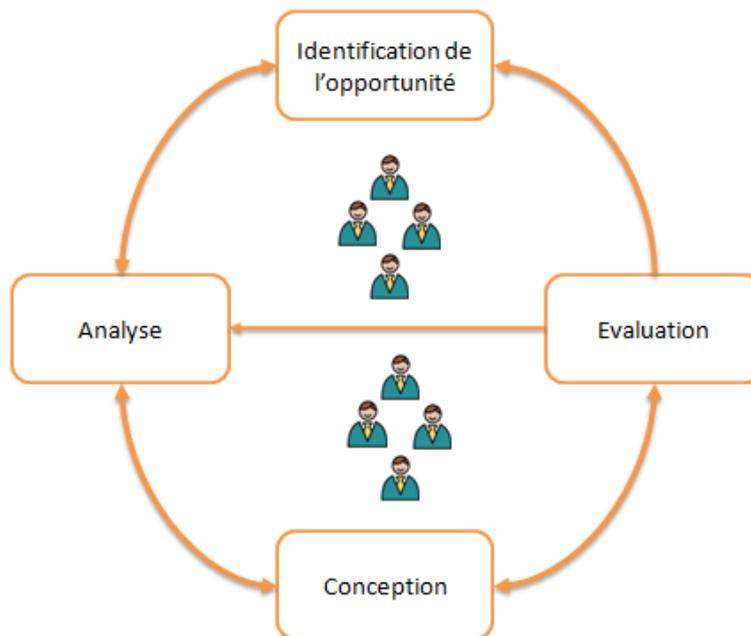 Identification de
l'opportunité
Analyse
Evaluation
Conception